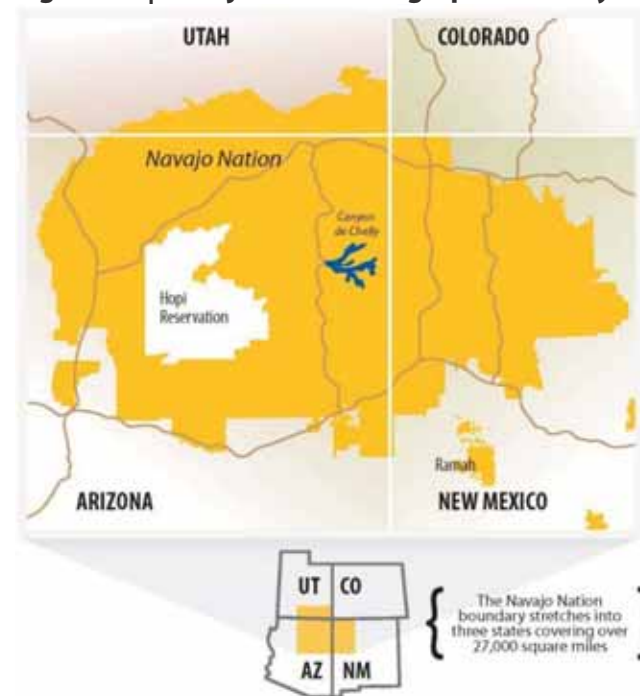 UTAH
COLORADO
Navajo Nation
Canyon
de Chelly
Hopi
Reservation
Ramah
ARIZONA
NEW MEXICO
UT
CO
AZ
NM
The Navajo Nation
boundary stretches into
three states covering over
27,000 square miles